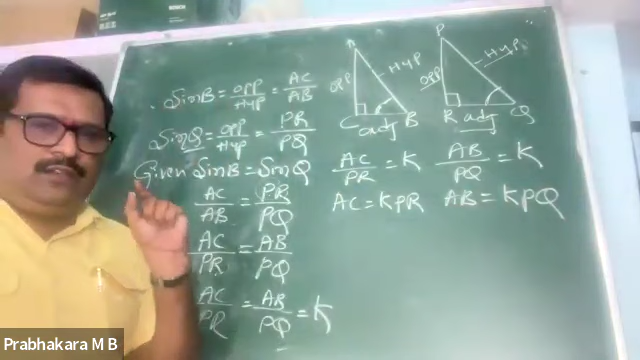 SinB = opp/Hyp = AC/AB
SinQ = opp/Hyp = PR/PQ
Given SinB = SinQ
AC/AB = PR/PQ
AC/PR = AB/PQ
AC/PR = AB/PQ = K
A
opp
Hyp
C adj B
P
opp
Hyp
R adj Q
AC/PR = K AB/PQ = K
AC = KPR AB = KPQ
Prabhakara M B